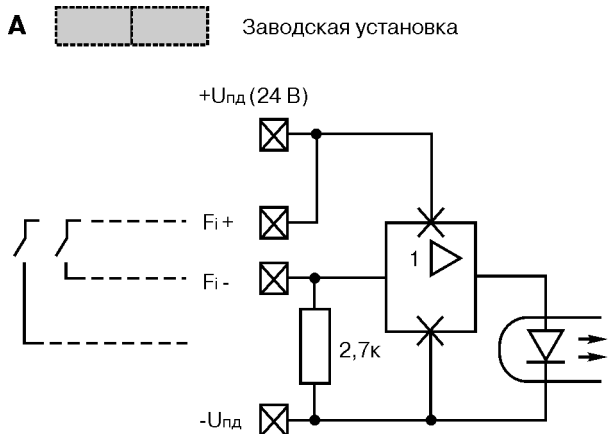 А Заводская установка
+Uпд (24 В)
Fi +
Fi -
1
2,7к
-Uпд